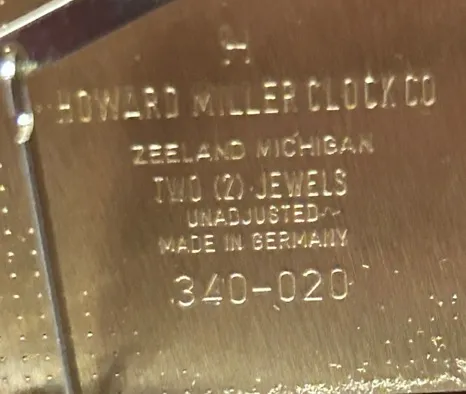 H
HOWARD MILLER CLOCK CO
ZEELAND MICHIGAN
TWO (2) JEWELS
UNADJUSTED
MADE IN GERMANY
340-020